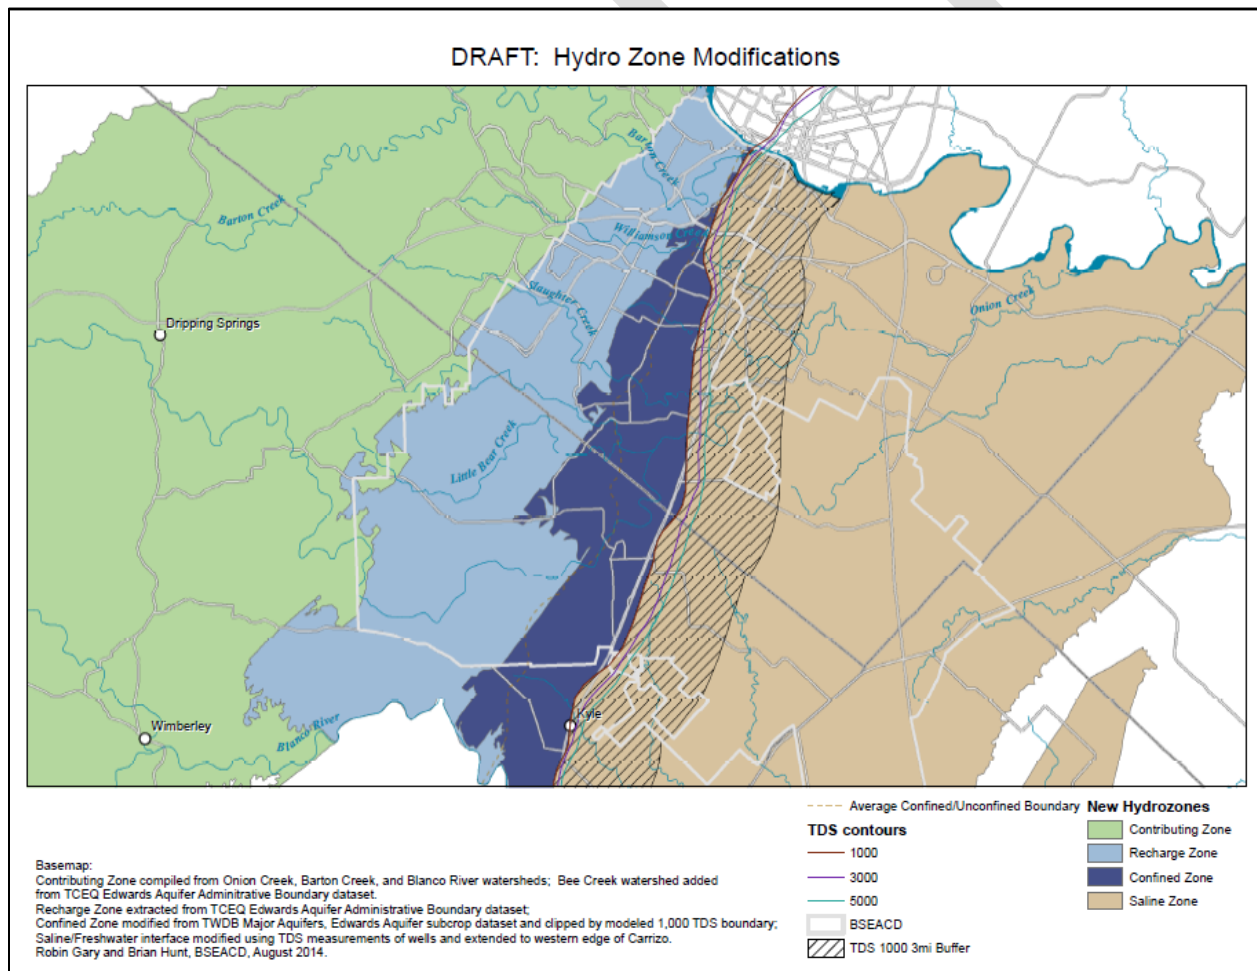 DRAFT:  Hydro Zone Modifications
Barton Creek
Barton Creek
Williamson Creek
Slaughter Creek
Onion Creek
Dripping Springs
Little Bear Creek
Kyle
Wimberley
Blanco River
Average Confined/Unconfined Boundary
TDS contours
1000
3000
5000
BSEACD
TDS 1000 3mi Buffer
New Hydrozones
Contributing Zone
Recharge Zone
Confined Zone
Saline Zone
Basemap:
Contributing Zone compiled from Onion Creek, Barton Creek, and Blanco River watersheds;  Bee Creek watershed added
from TCEQ Edwards Aquifer Adminitrative Boundary dataset.
Recharge Zone extracted from TCEQ Edwards Aquifer Administrative Boundary dataset;
Confined Zone modified from TWDB Major Aquifers, Edwards Aquifer subcrop dataset and clipped by modeled 1,000 TDS boundary;
Saline/Freshwater interface modified using TDS measurements of wells and extended to western edge of Carrizo.
Robin Gary and Brian Hunt, BSEACD, August 2014.